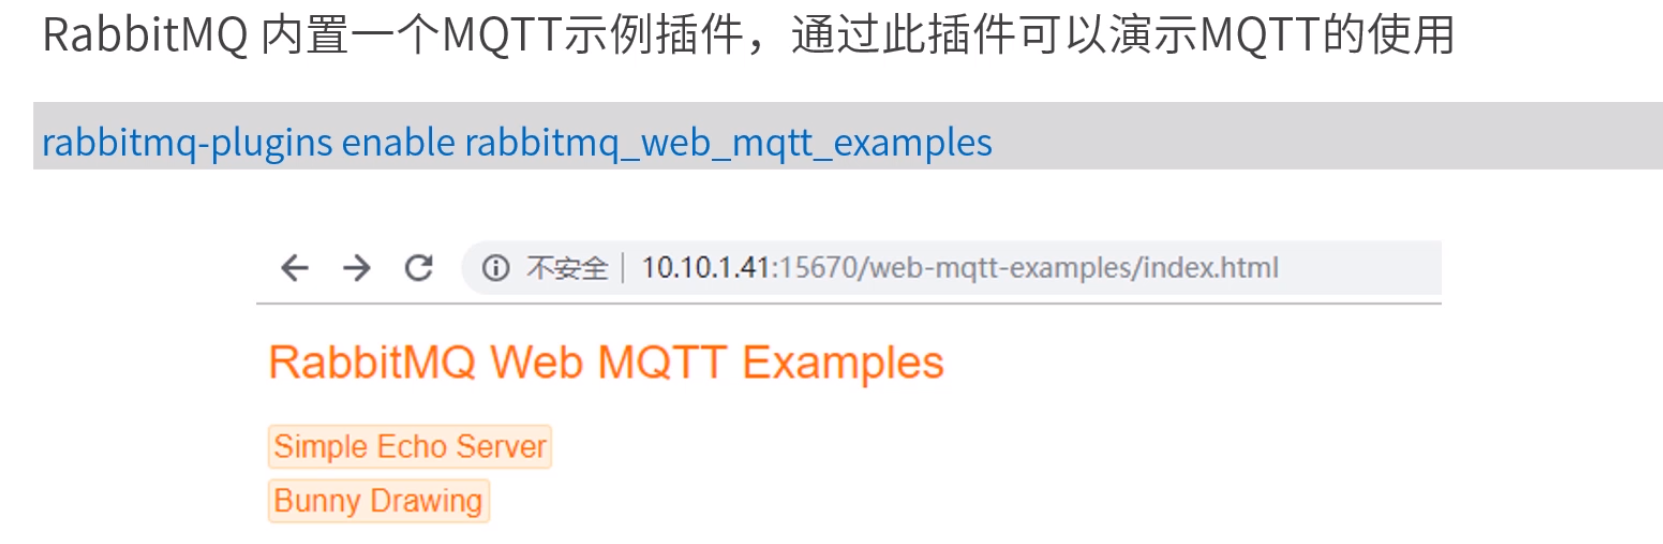 RabbitMQ 内置一个MQTT示例插件，通过此插件可以演示MQTT的使用
rabbitmq-plugins enable rabbitmq_web_mqtt_examples
不安全 | 10.10.1.41:15670/web-mqtt-examples/index.html
RabbitMQ Web MQTT Examples
Simple Echo Server
Bunny Drawing